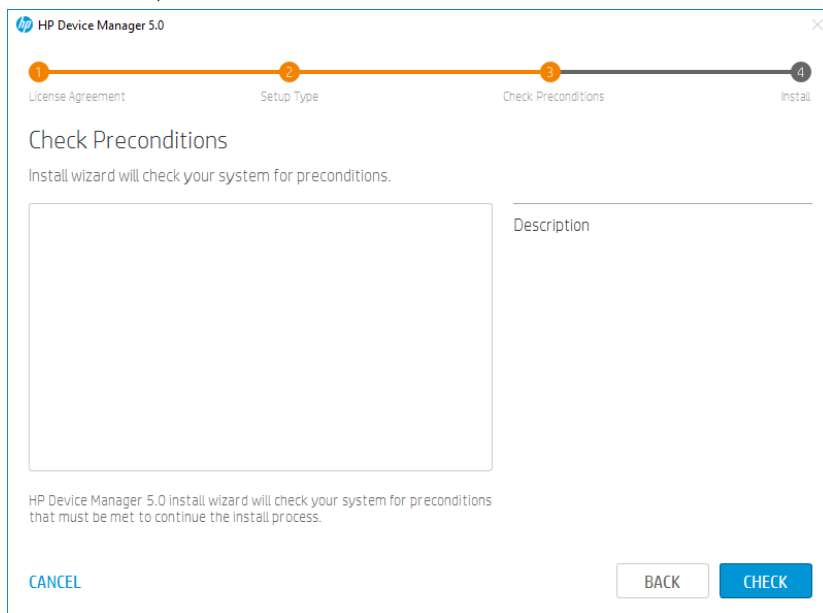 hp HP Device Manager 5.0
1 2 3 4
License Agreement Setup Type Check Preconditions Install
Check Preconditions
Install wizard will check your system for preconditions.
Description
HP Device Manager 5.0 install wizard will check your system for preconditions
that must be met to continue the install process.
CANCEL BACK CHECK